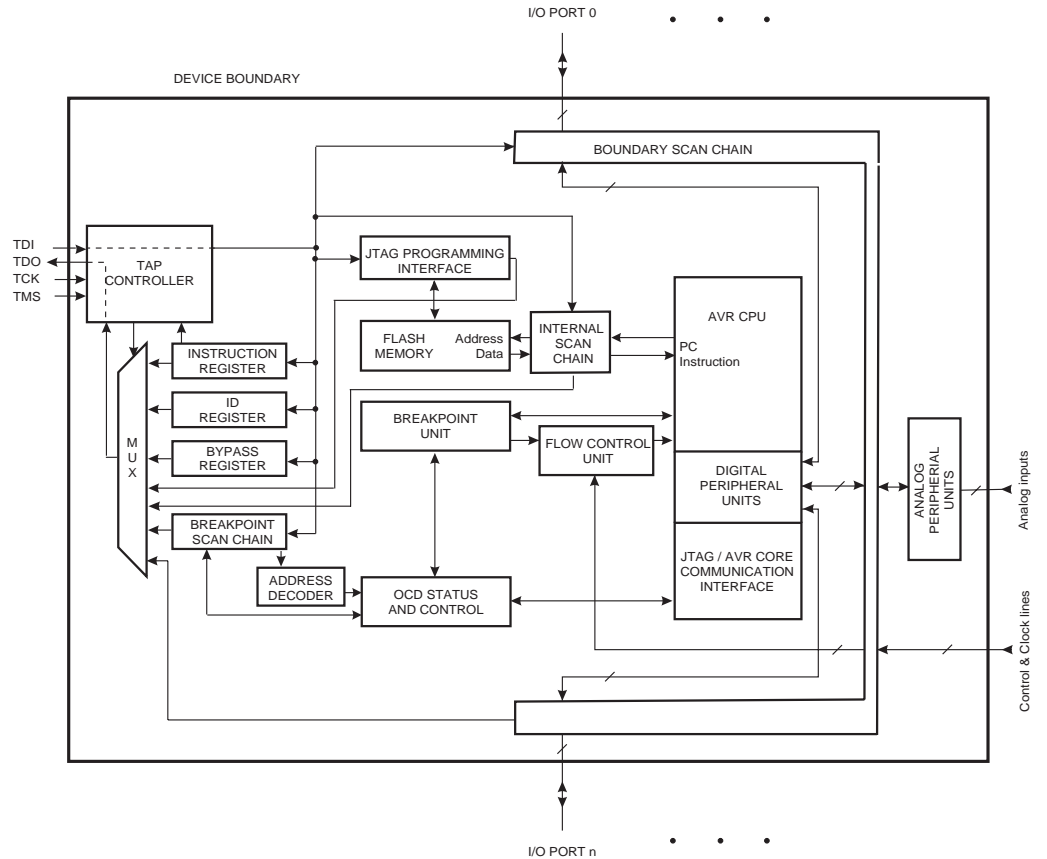 I/O PORT 0
DEVICE BOUNDARY
BOUNDARY SCAN CHAIN
TDI
TDO
TCK
TMS
TAP
CONTROLLER
JTAG PROGRAMMING
INTERFACE
AVR CPU
FLASH
MEMORY
Address
Data
INTERNAL
SCAN
CHAIN
PC
Instruction
INSTRUCTION
REGISTER
ID
REGISTER
M
U
X
BREAKPOINT
UNIT
FLOW CONTROL
UNIT
BYPASS
REGISTER
DIGITAL
PERIPHERAL
UNITS
ANALOG
PERIPHERIAL
UNITS
Analog inputs
BREAKPOINT
SCAN CHAIN
JTAG / AVR CORE
COMMUNICATION
INTERFACE
ADDRESS
DECODER
OCD STATUS
AND CONTROL
Control & Clock lines
I/O PORT n